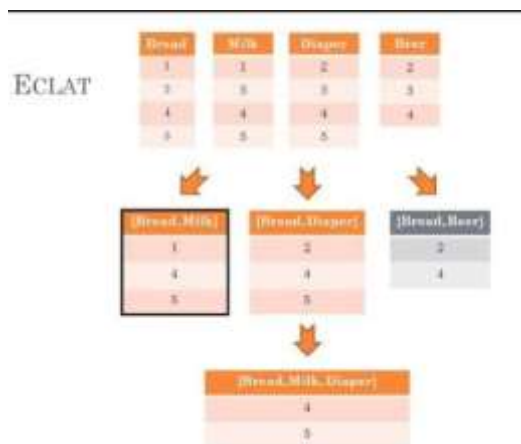 ECLAT
Bread Milk Diaper Beer
1 1 2 2
3 3 3
4 4 4 4
5 5 5
{Bread,Milk} {Bread,Diaper} {Bread,Beer}
1 2 2
4 4 4
5 5
{Bread,Milk,Diaper}
4
5